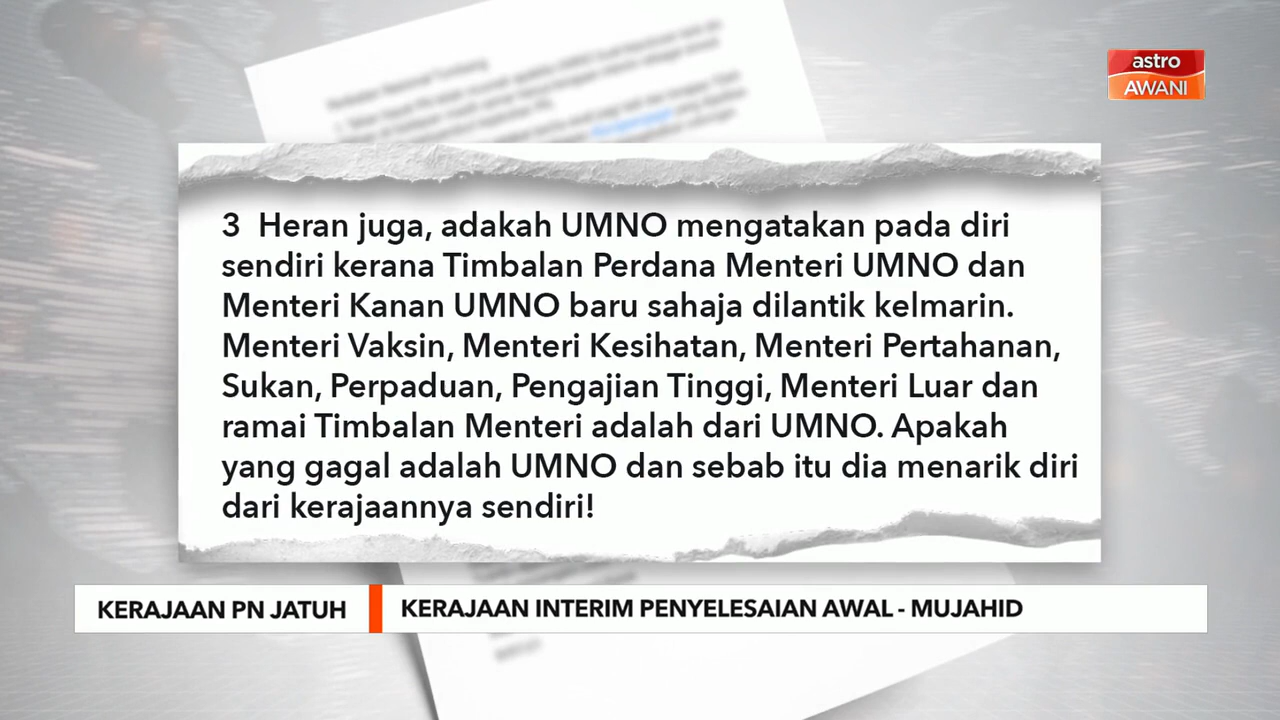 astro
AWANI
3 Heran juga, adakah UMNO mengatakan pada diri
sendiri kerana Timbalan Perdana Menteri UMNO dan
Menteri Kanan UMNO baru sahaja dilantik kelmarin.
Menteri Vaksin, Menteri Kesihatan, Menteri Pertahanan,
Sukan, Perpaduan, Pengajian Tinggi, Menteri Luar dan
ramai Timbalan Menteri adalah dari UMNO. Apakah
yang gagal adalah UMNO dan sebab itu dia menarik diri
dari kerajaannya sendiri!
KERAJAAN PN JATUH
KERAJAAN INTERIM PENYELESAIAN AWAL - MUJAHID